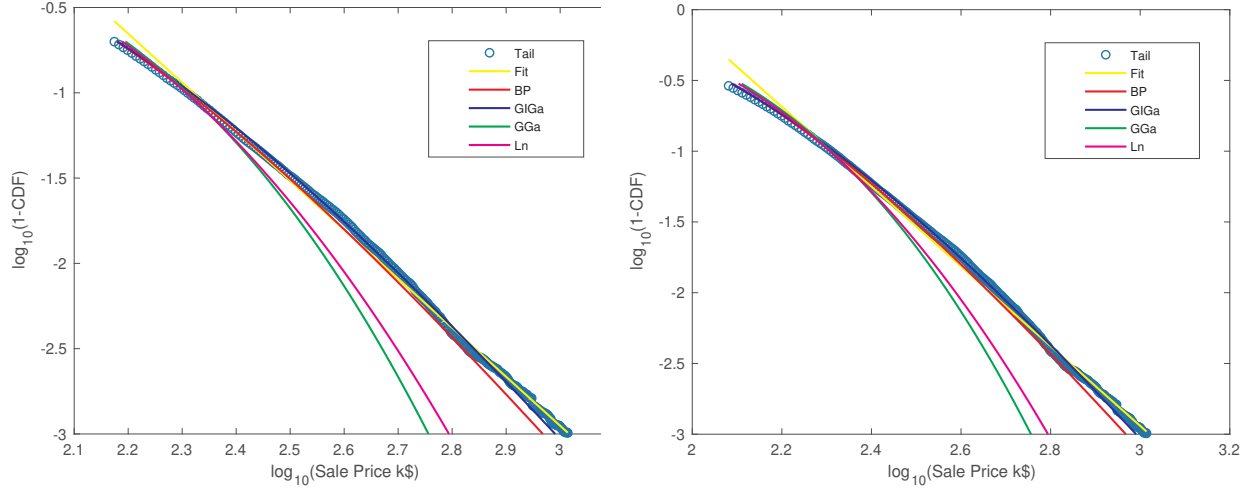 -0.5
-1
-1.5
-2
-2.5
-3
2.1 2.2 2.3 2.4 2.5 2.6 2.7 2.8 2.9 3
log10(Sale Price k$)
log10(1-CDF)
Tail
Fit
BP
GIGa
GGa
Ln
0
-0.5
-1
-1.5
-2
-2.5
-3
2 2.2 2.4 2.6 2.8 3 3.2
log10(Sale Price k$)
log10(1-CDF)
Tail
Fit
BP
GIGa
GGa
Ln